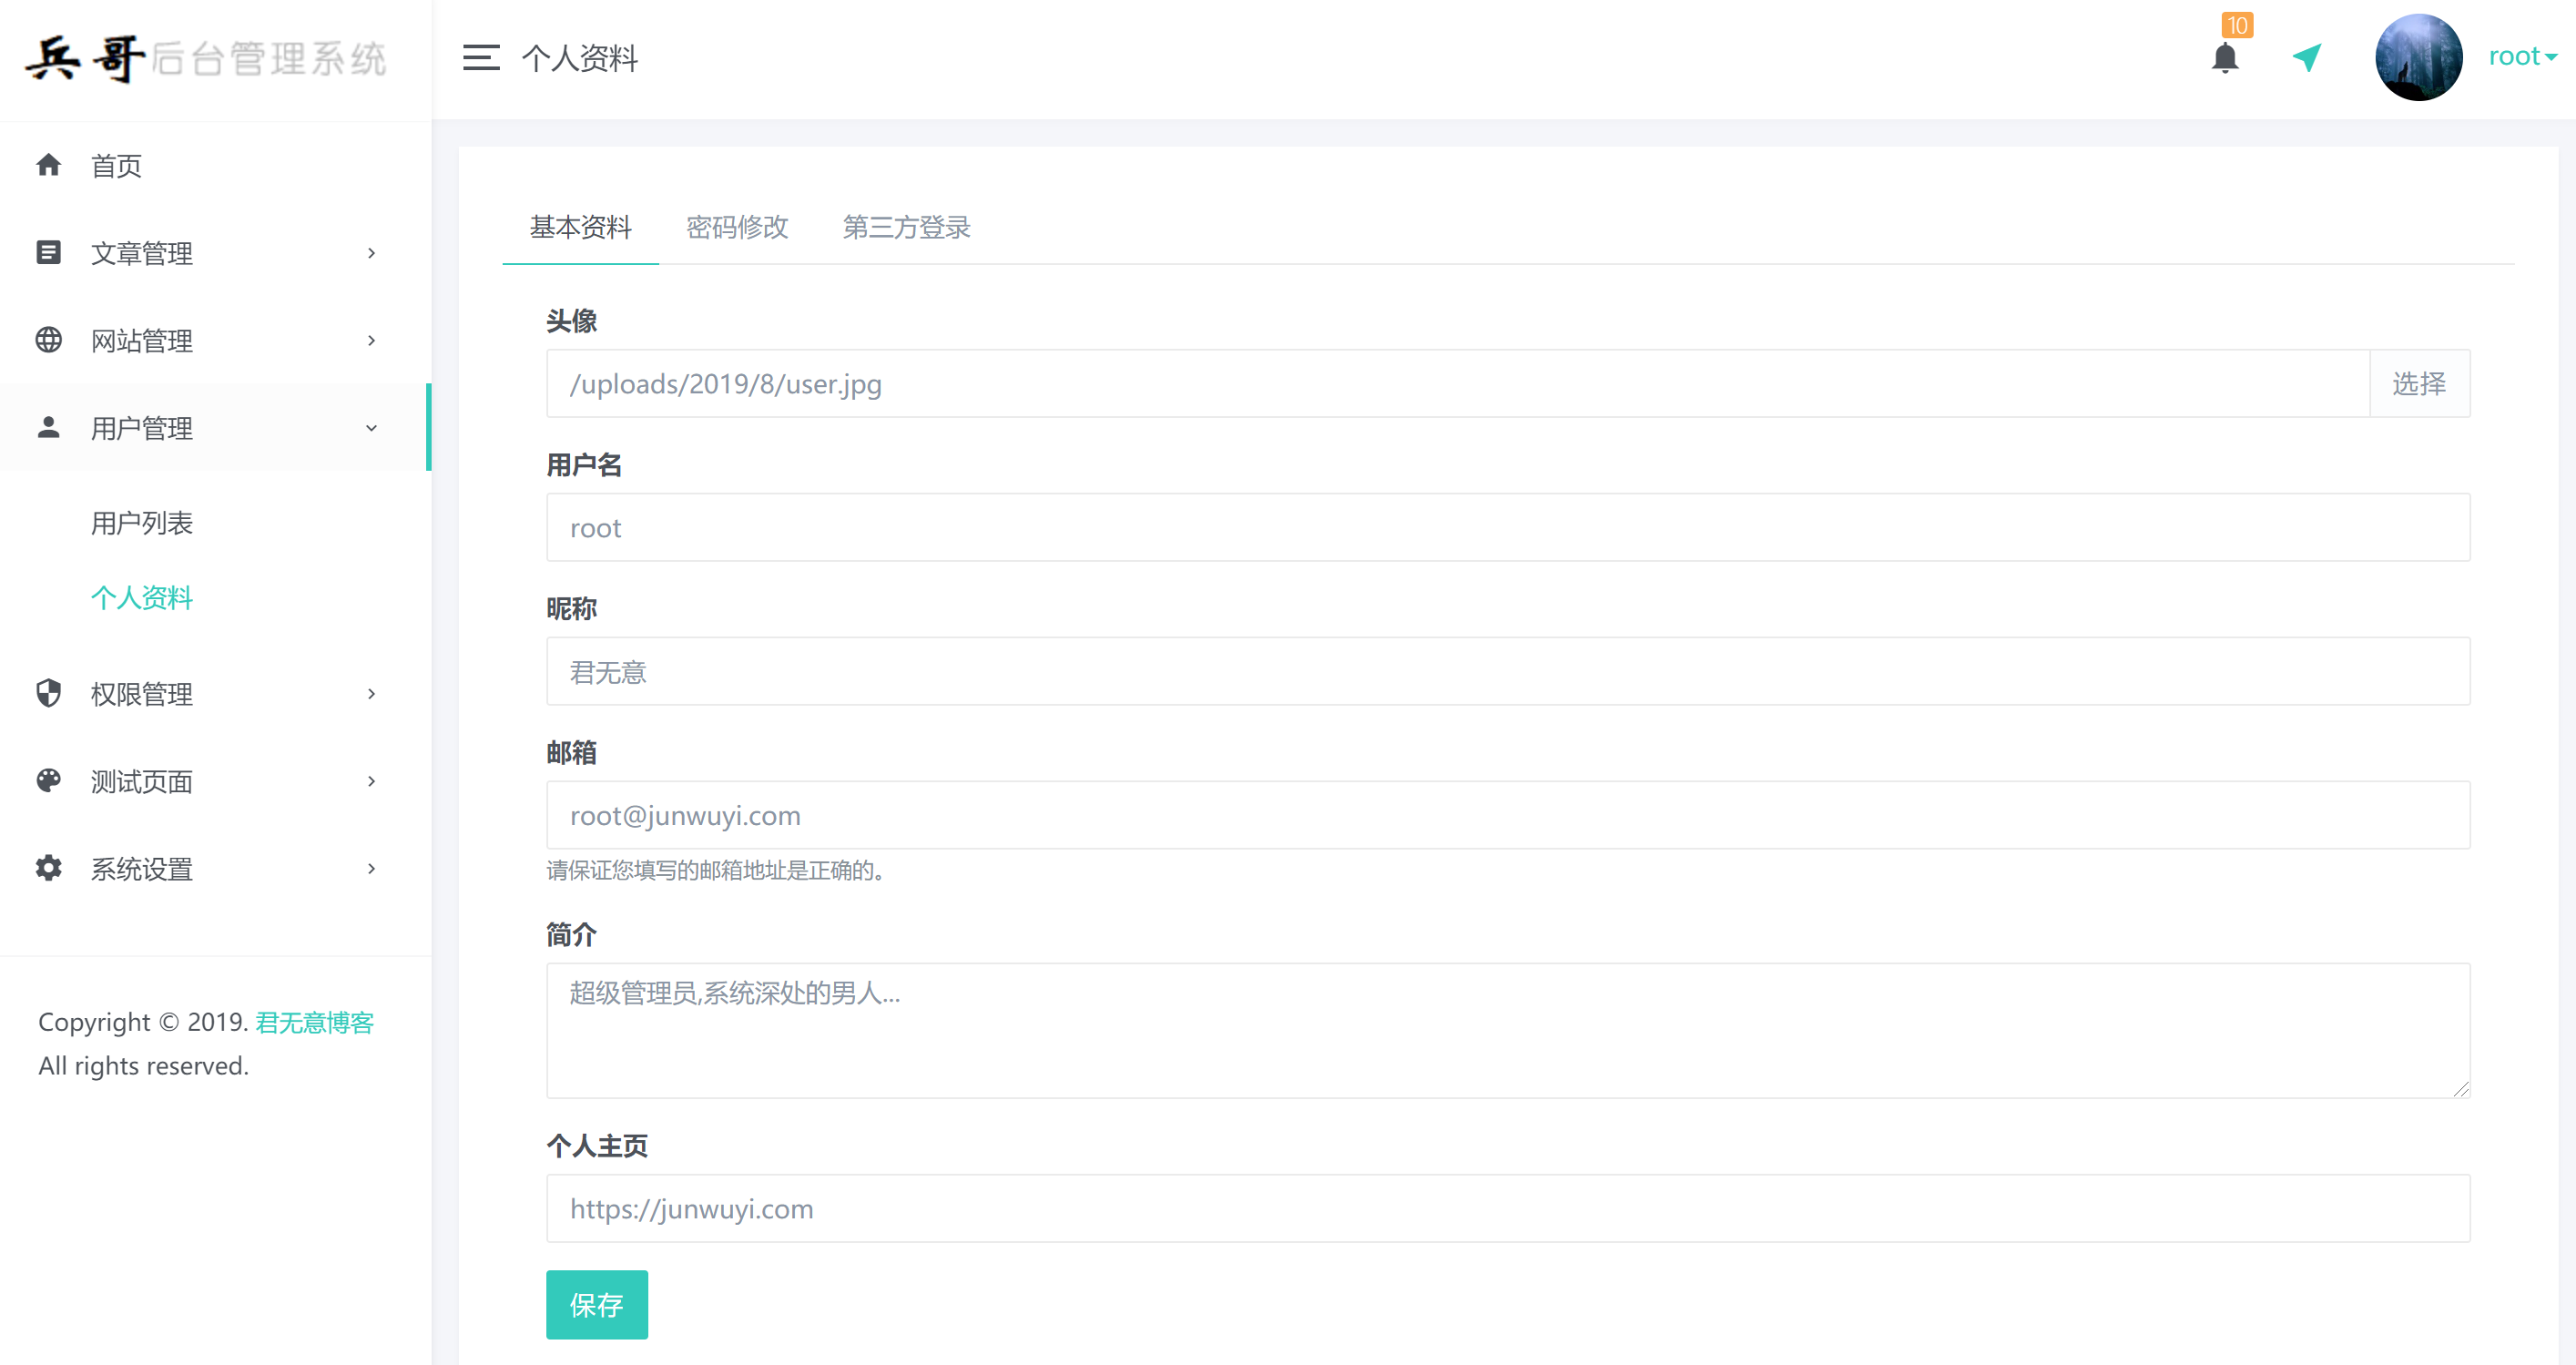 兵哥后台管理系统
个人资料
10
root
首页
文章管理
网站管理
用户管理
用户列表
个人资料
权限管理
测试页面
系统设置
Copyright © 2019. 君无意博客
All rights reserved.
基本资料 密码修改 第三方登录
头像
/uploads/2019/8/user.jpg 选择
用户名
root
昵称
君无意
邮箱
root@junwuyi.com
请保证您填写的邮箱地址是正确的。
简介
超级管理员,系统深处的男人...
个人主页
https://junwuyi.com
保存